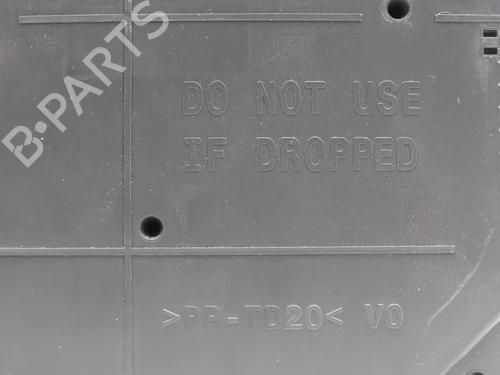 DO NOT USE
IF DROPPED
B-PARTS
>PP-TD20< V0